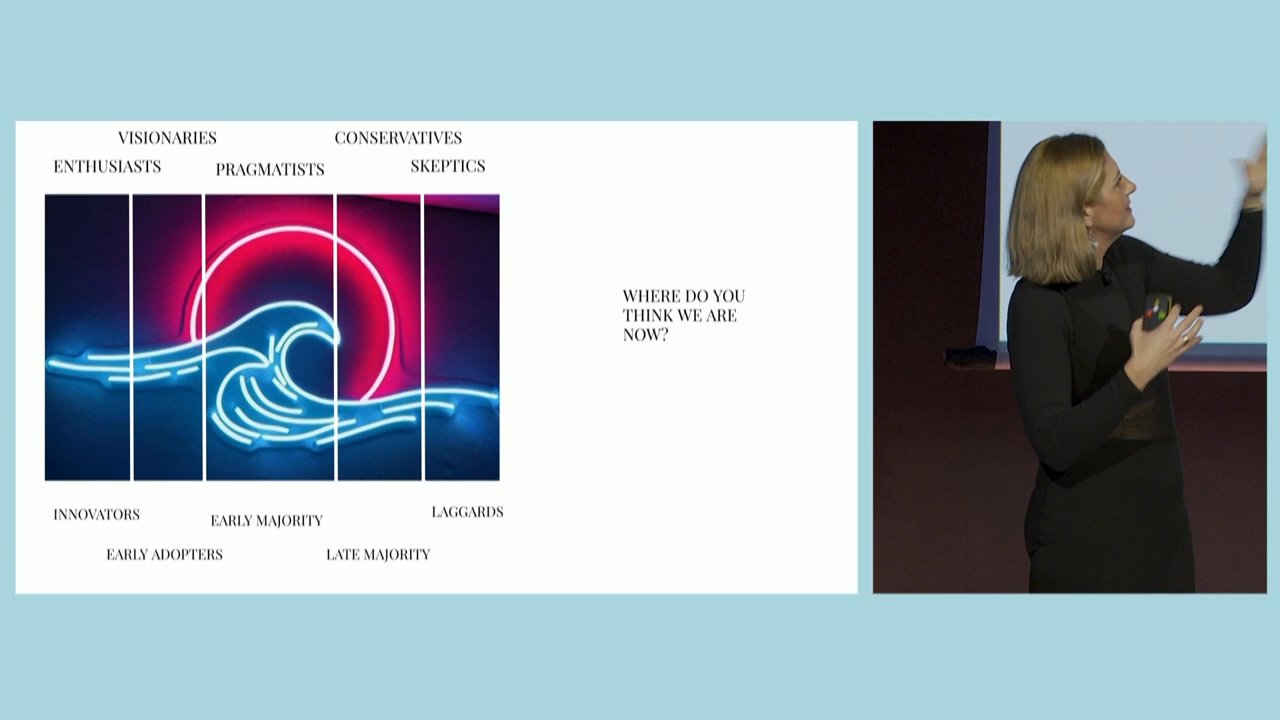 VISIONARIES
CONSERVATIVES
ENTHUSIASTS
PRAGMATISTS
SKEPTICS
WHERE DO YOU
THINK WE ARE
NOW?
INNOVATORS
EARLY MAJORITY
LAGGARDS
EARLY ADOPTERS
LATE MAJORITY